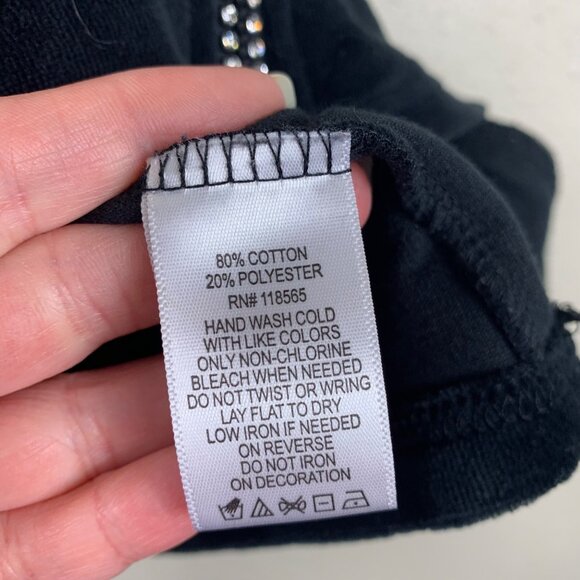 80% COTTON
20% POLYESTER
RN# 118565
HAND WASH COLD
WITH LIKE COLORS
ONLY NON-CHLORINE
BLEACH WHEN NEEDED
DO NOT TWIST OR WRING
LAY FLAT TO DRY
LOW IRON IF NEEDED
ON REVERSE
DO NOT IRON
ON DECORATION